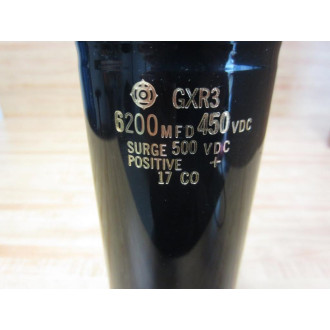 GXR3
6200 MFD 450 VDC
SURGE 500 VDC
POSITIVE +
17 CO